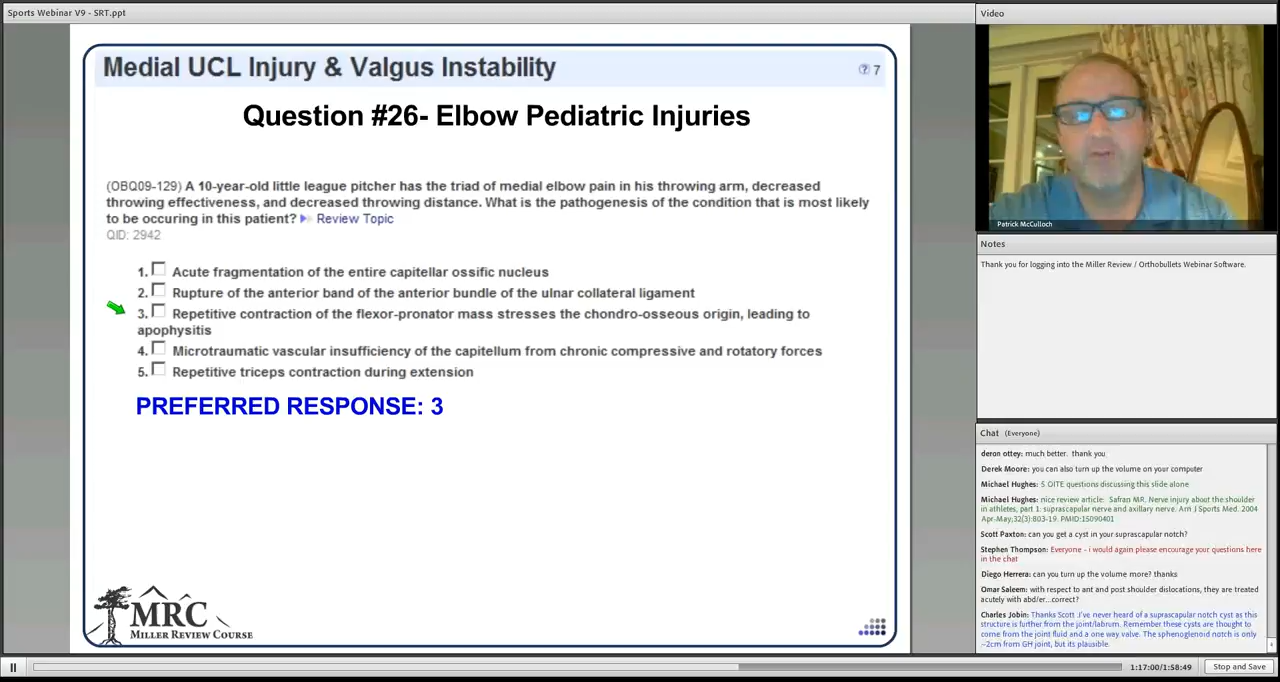 Sports Webinar V9 - SRT.ppt
Medial UCL Injury & Valgus Instability
7
Question #26- Elbow Pediatric Injuries
(OBQ09-129) A 10-year-old little league pitcher has the triad of medial elbow pain in his throwing arm, decreased
throwing effectiveness, and decreased throwing distance. What is the pathogenesis of the condition that is most likely
to be occuring in this patient? Review Topic
QID: 2942
1. Acute fragmentation of the entire capitellar ossific nucleus
2. Rupture of the anterior band of the anterior bundle of the ulnar collateral ligament
3. Repetitive contraction of the flexor-pronator mass stresses the chondro-osseous origin, leading to
apophysitis
4. Microtraumatic vascular insufficiency of the capitellum from chronic compressive and rotatory forces
5. Repetitive triceps contraction during extension
PREFERRED RESPONSE: 3
MRC
MILLER REVIEW COURSE
Video
Patrick McCulloch
Notes
Thank you for logging into the Miller Review / Orthobullets Webinar Software.
Chat (Everyone)
deron ottey: much better. thank you
Derek Moore: you can also turn up the volume on your computer
Michael Hughes: 5 OITE questions discussing this slide alone
Michael Hughes: nice review article: Safran MR. Nerve injury about the shoulder
in athletes, part 1: suprascapular nerve and axillary nerve. Am J Sports Med. 2004
Apr-May;32(3):803-19. PMID:15090401
Scott Paxton: can you get a cyst in your suprascapular notch?
Stephen Thompson: Everyone - i would again please encourage your questions here
in the chat
Diego Herrera: can you turn up the volume more? thanks
Omar Saleem: with respect to ant and post shoulder dislocations, they are treated
acutely with abd/er...correct?
Charles Jobin: Thanks Scott .I've never heard of a suprascapular notch cyst as this
structure is further from the joint/labrum. Remember these cysts are thought to
come from the joint fluid and a one way valve. The sphenoglenoid notch is only
~2cm from GH joint, but its plausible.
1:17:00/1:58:49
Stop and Save